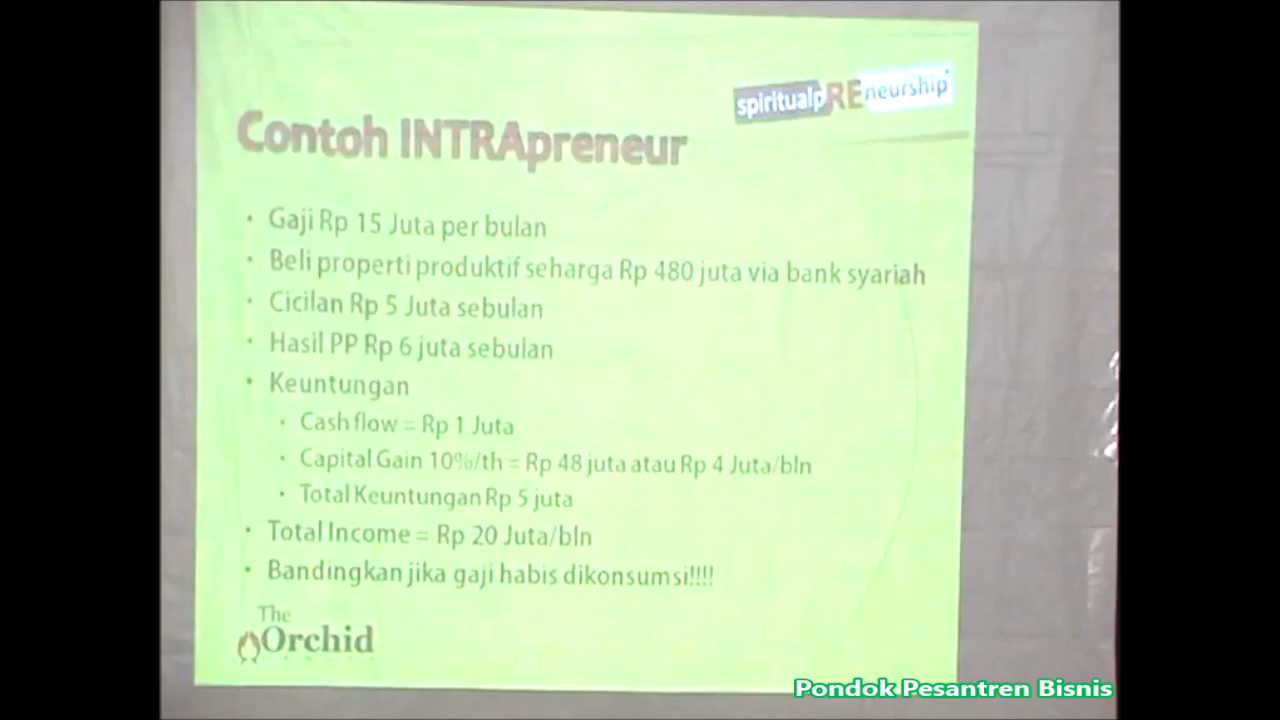 spiritualpREneurship
Contoh INTRApreneur
• Gaji Rp 15 Juta per bulan
• Beli properti produktif seharga Rp 480 juta via bank syariah
• Cicilan Rp 5 Juta sebulan
• Hasil PP Rp 6 juta sebulan
• Keuntungan
• Cash flow = Rp 1 Juta
• Capital Gain 10%/th = Rp 48 juta atau Rp 4 Juta/bln
• Total Keuntungan Rp 5 juta
• Total Income = Rp 20 Juta/bln
• Bandingkan jika gaji habis dikonsumsi!!!!
The
Orchid
Pondok Pesantren Bisnis